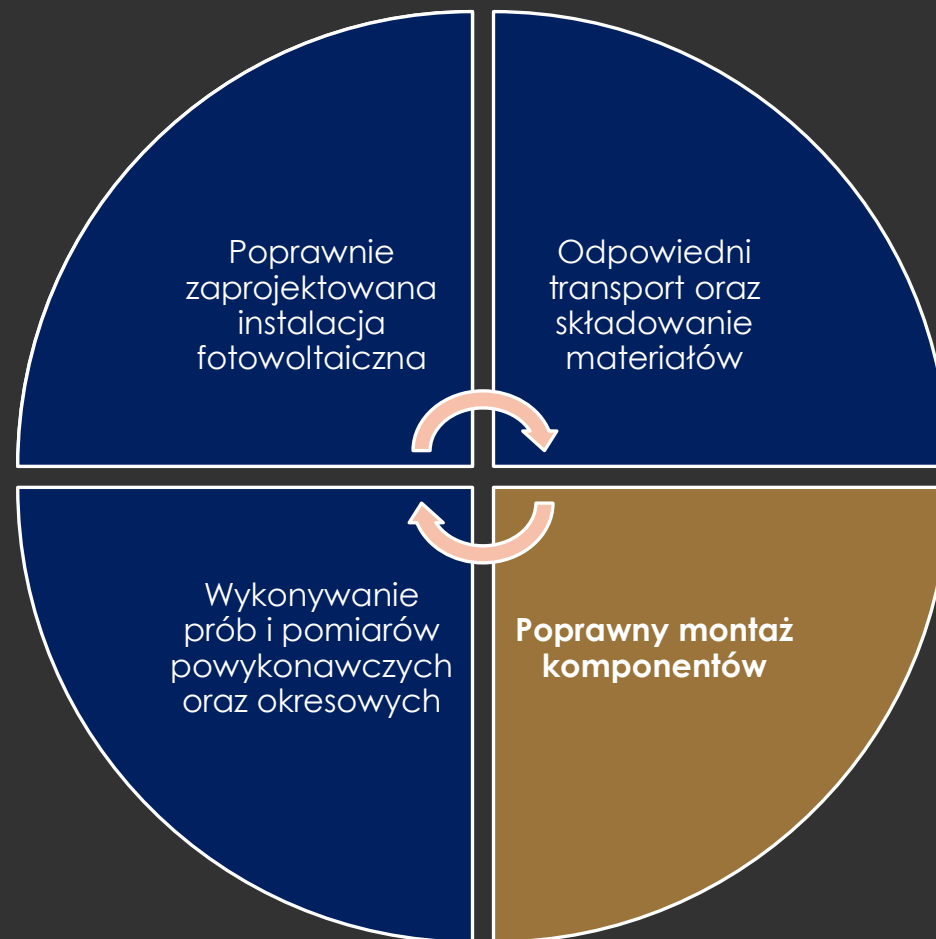 Poprawnie
zaprojektowana
instalacja
fotowoltaiczna
Odpowiedni
transport oraz
składowanie
materiałów
Wykonywanie
prób i pomiarów
powykonawczych
oraz okresowych
Poprawny montaż
komponentów